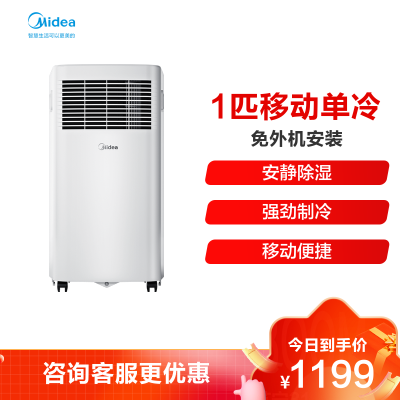 Midea
智慧生活可以更美的
Midea
1匹移动单冷
免外机安装
安静除湿
强劲制冷
移动便捷
咨询客服更优惠
今日到手价
¥1199